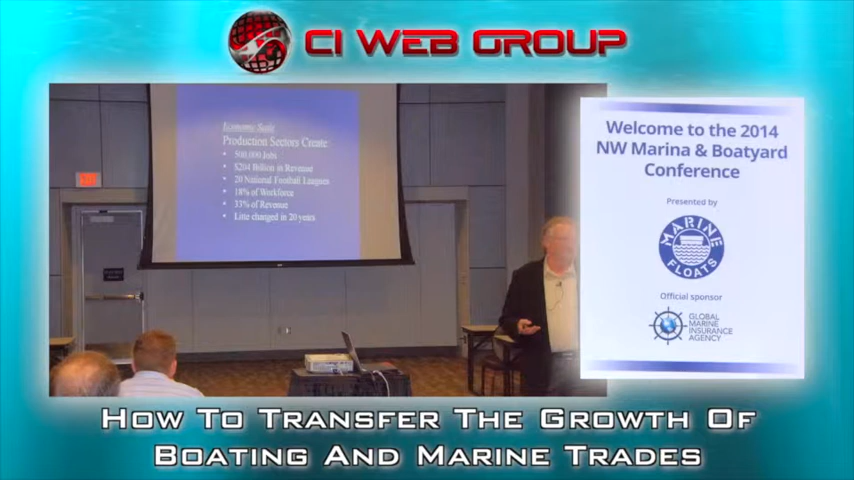 CI WEB GROUP
Economic Scale
Production Sectors Create:
• 500,000 Jobs
• $204 Billion in Revenue
• 20 National Football Leagues
• 18% of Workforce
• 33% of Revenue
• Litte changed in 20 years
Welcome to the 2014
NW Marina & Boatyard
Conference
Presented by
MARINE
FLOATS
Official sponsor
GLOBAL
MARINE
INSURANCE
AGENCY
HOW TO TRANSFER THE GROWTH OF
BOATING AND MARINE TRADES